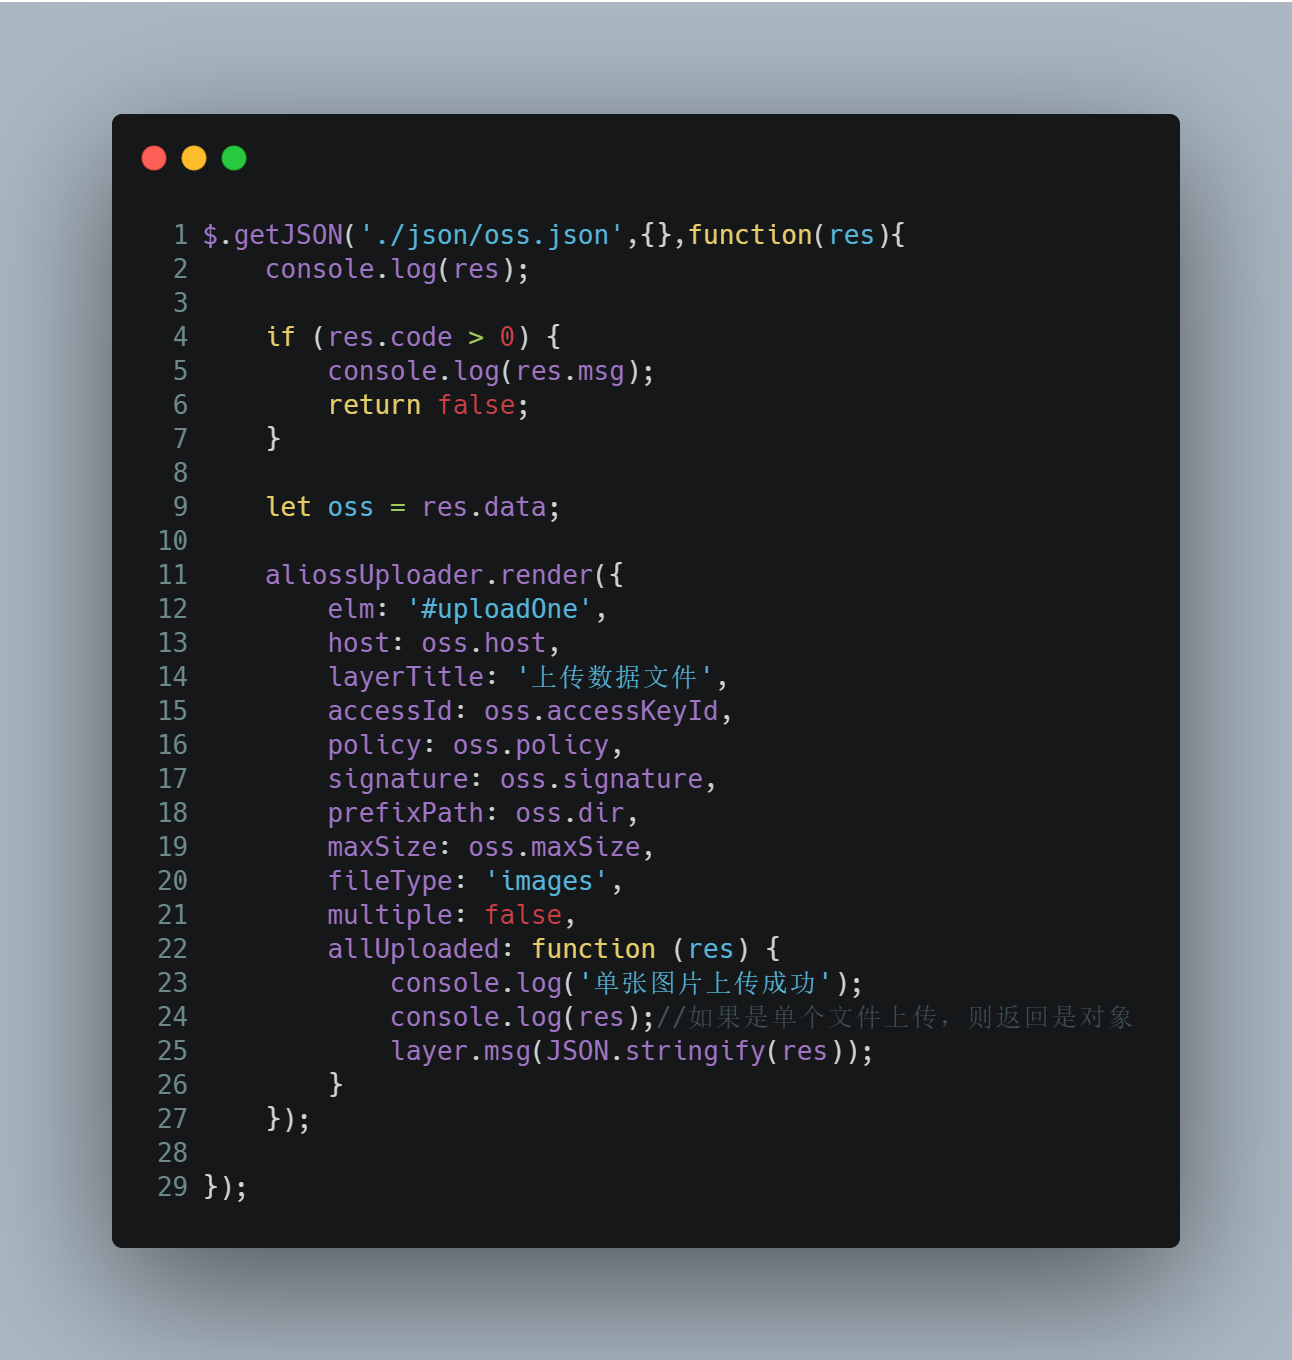 1 $.getJSON('./json/oss.json',{},function(res){
2     console.log(res);
3
4     if (res.code > 0) {
5         console.log(res.msg);
6         return false;
7     }
8
9     let oss = res.data;
10
11     aliossUploader.render({
12         elm: '#uploadOne',
13         host: oss.host,
14         layerTitle: '上传数据文件',
15         accessId: oss.accessKeyId,
16         policy: oss.policy,
17         signature: oss.signature,
18         prefixPath: oss.dir,
19         maxSize: oss.maxSize,
20         fileType: 'images',
21         multiple: false,
22         allUploaded: function (res) {
23             console.log('单张图片上传成功');
24             console.log(res);//如果是单个文件上传，则返回是对象
25             layer.msg(JSON.stringify(res));
26         }
27     });
28
29 });